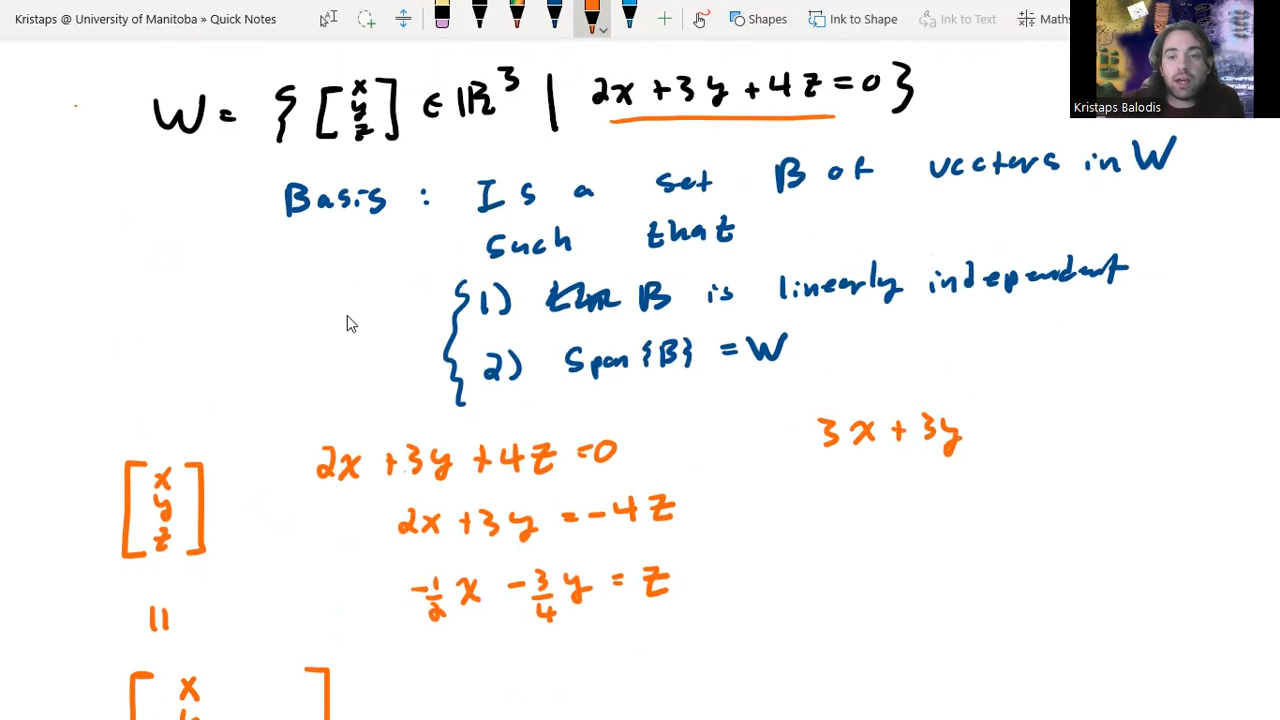 Kristaps @ University of Manitoba » Quick Notes
Shapes
Ink to Shape
Ink to Text
Maths
Kristaps Balodis
W = { [x y z] ∈ ℝ³ | 2x + 3y + 4z = 0 }
Basis : Is a set B of vectors in W
such that
1) B is linearly independent
2) Span{B} = W
3x + 3y
2x + 3y + 4z = 0
[x y z]
2x + 3y = -4z
-1/2 x - 3/4 y = z
=
[ x ]